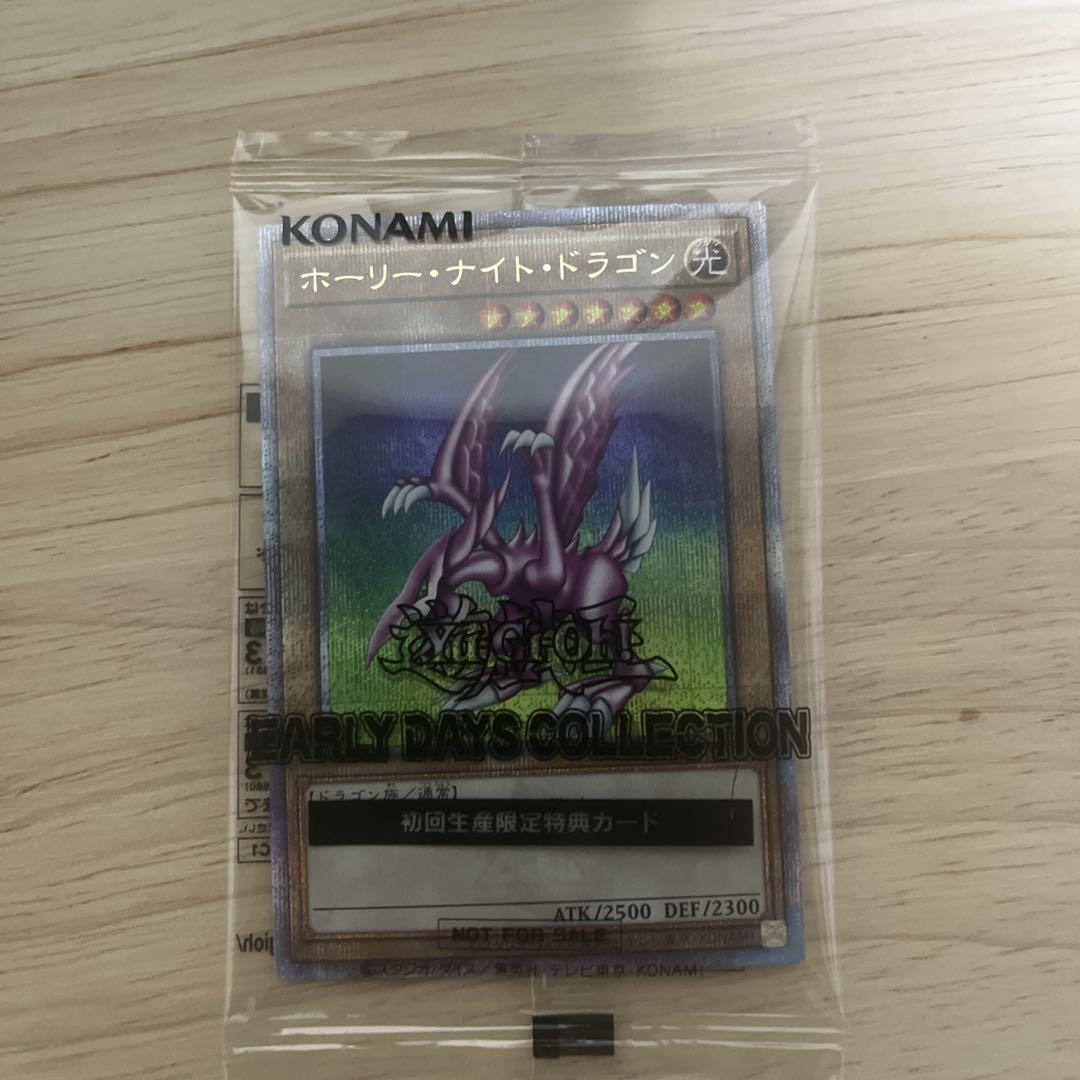 KONAMI
ホーリー・ナイト・ドラゴン 光
Yu-Gi-Oh!
EARLY DAYS COLLECTION
【ドラゴン族/通常】
初回生産限定特典カード
ATK/2500 DEF/2300
NOT FOR SALE
©スタジオ・ダイス/集英社・テレビ東京・KONAMI